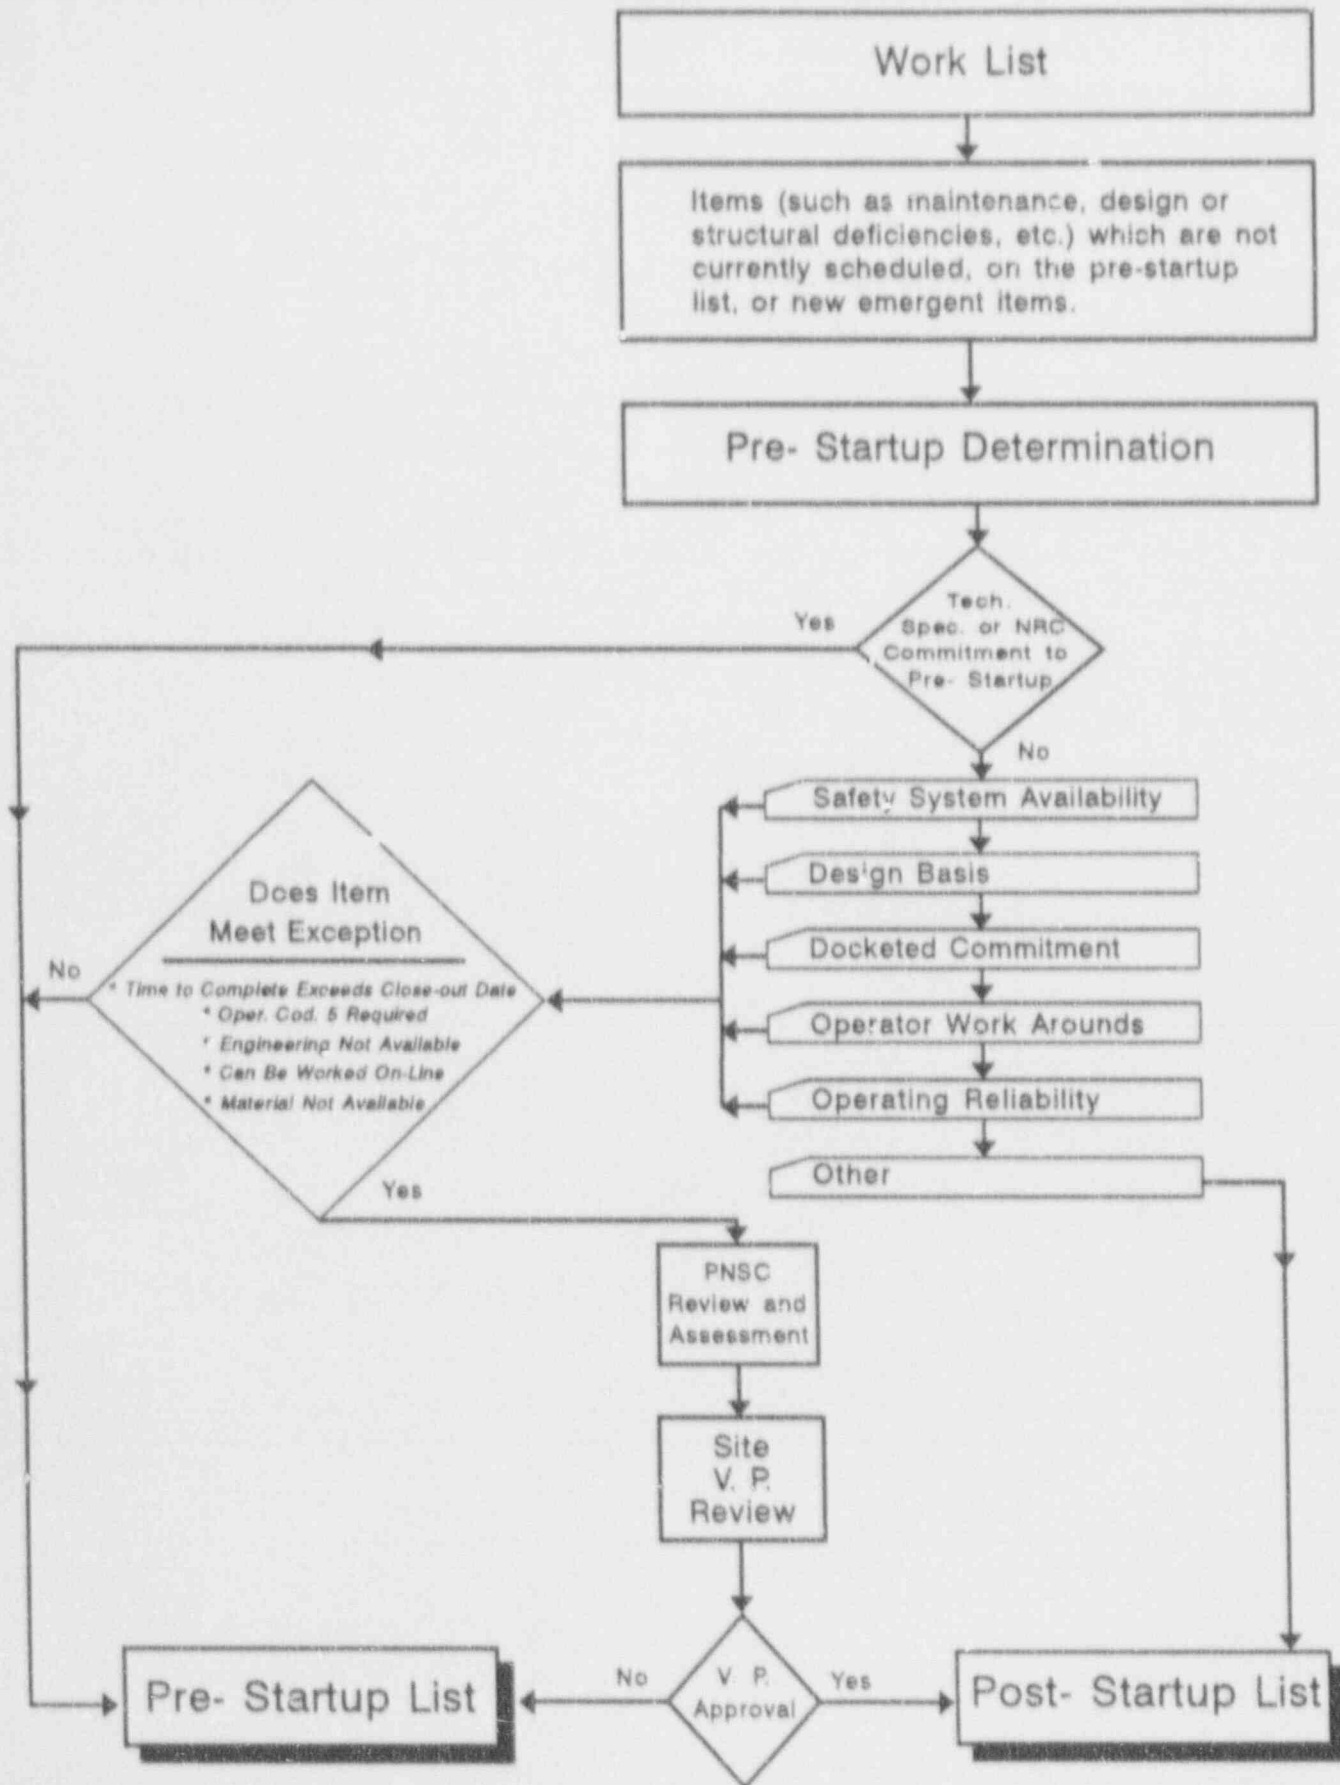 Work List
Items (such as maintenance, design or
structural deficiencies, etc.) which are not
currently scheduled, on the pre-startup
list, or new emergent items.
Pre- Startup Determination
Tech.
Spec. or NRC
Commitment to
Pre- Startup
Yes
No
Safety System Availability
Design Basis
Docketed Commitment
Operator Work Arounds
Operating Reliability
Other
Does Item
Meet Exception
* Time to Complete Exceeds Close-out Date
* Oper. Cod. 5 Required
* Engineering Not Available
* Can Be Worked On-Line
* Material Not Available
No
Yes
PNSC
Review and
Assessment
Site
V. P.
Review
V. P.
Approval
No
Yes
Pre- Startup List
Post- Startup List